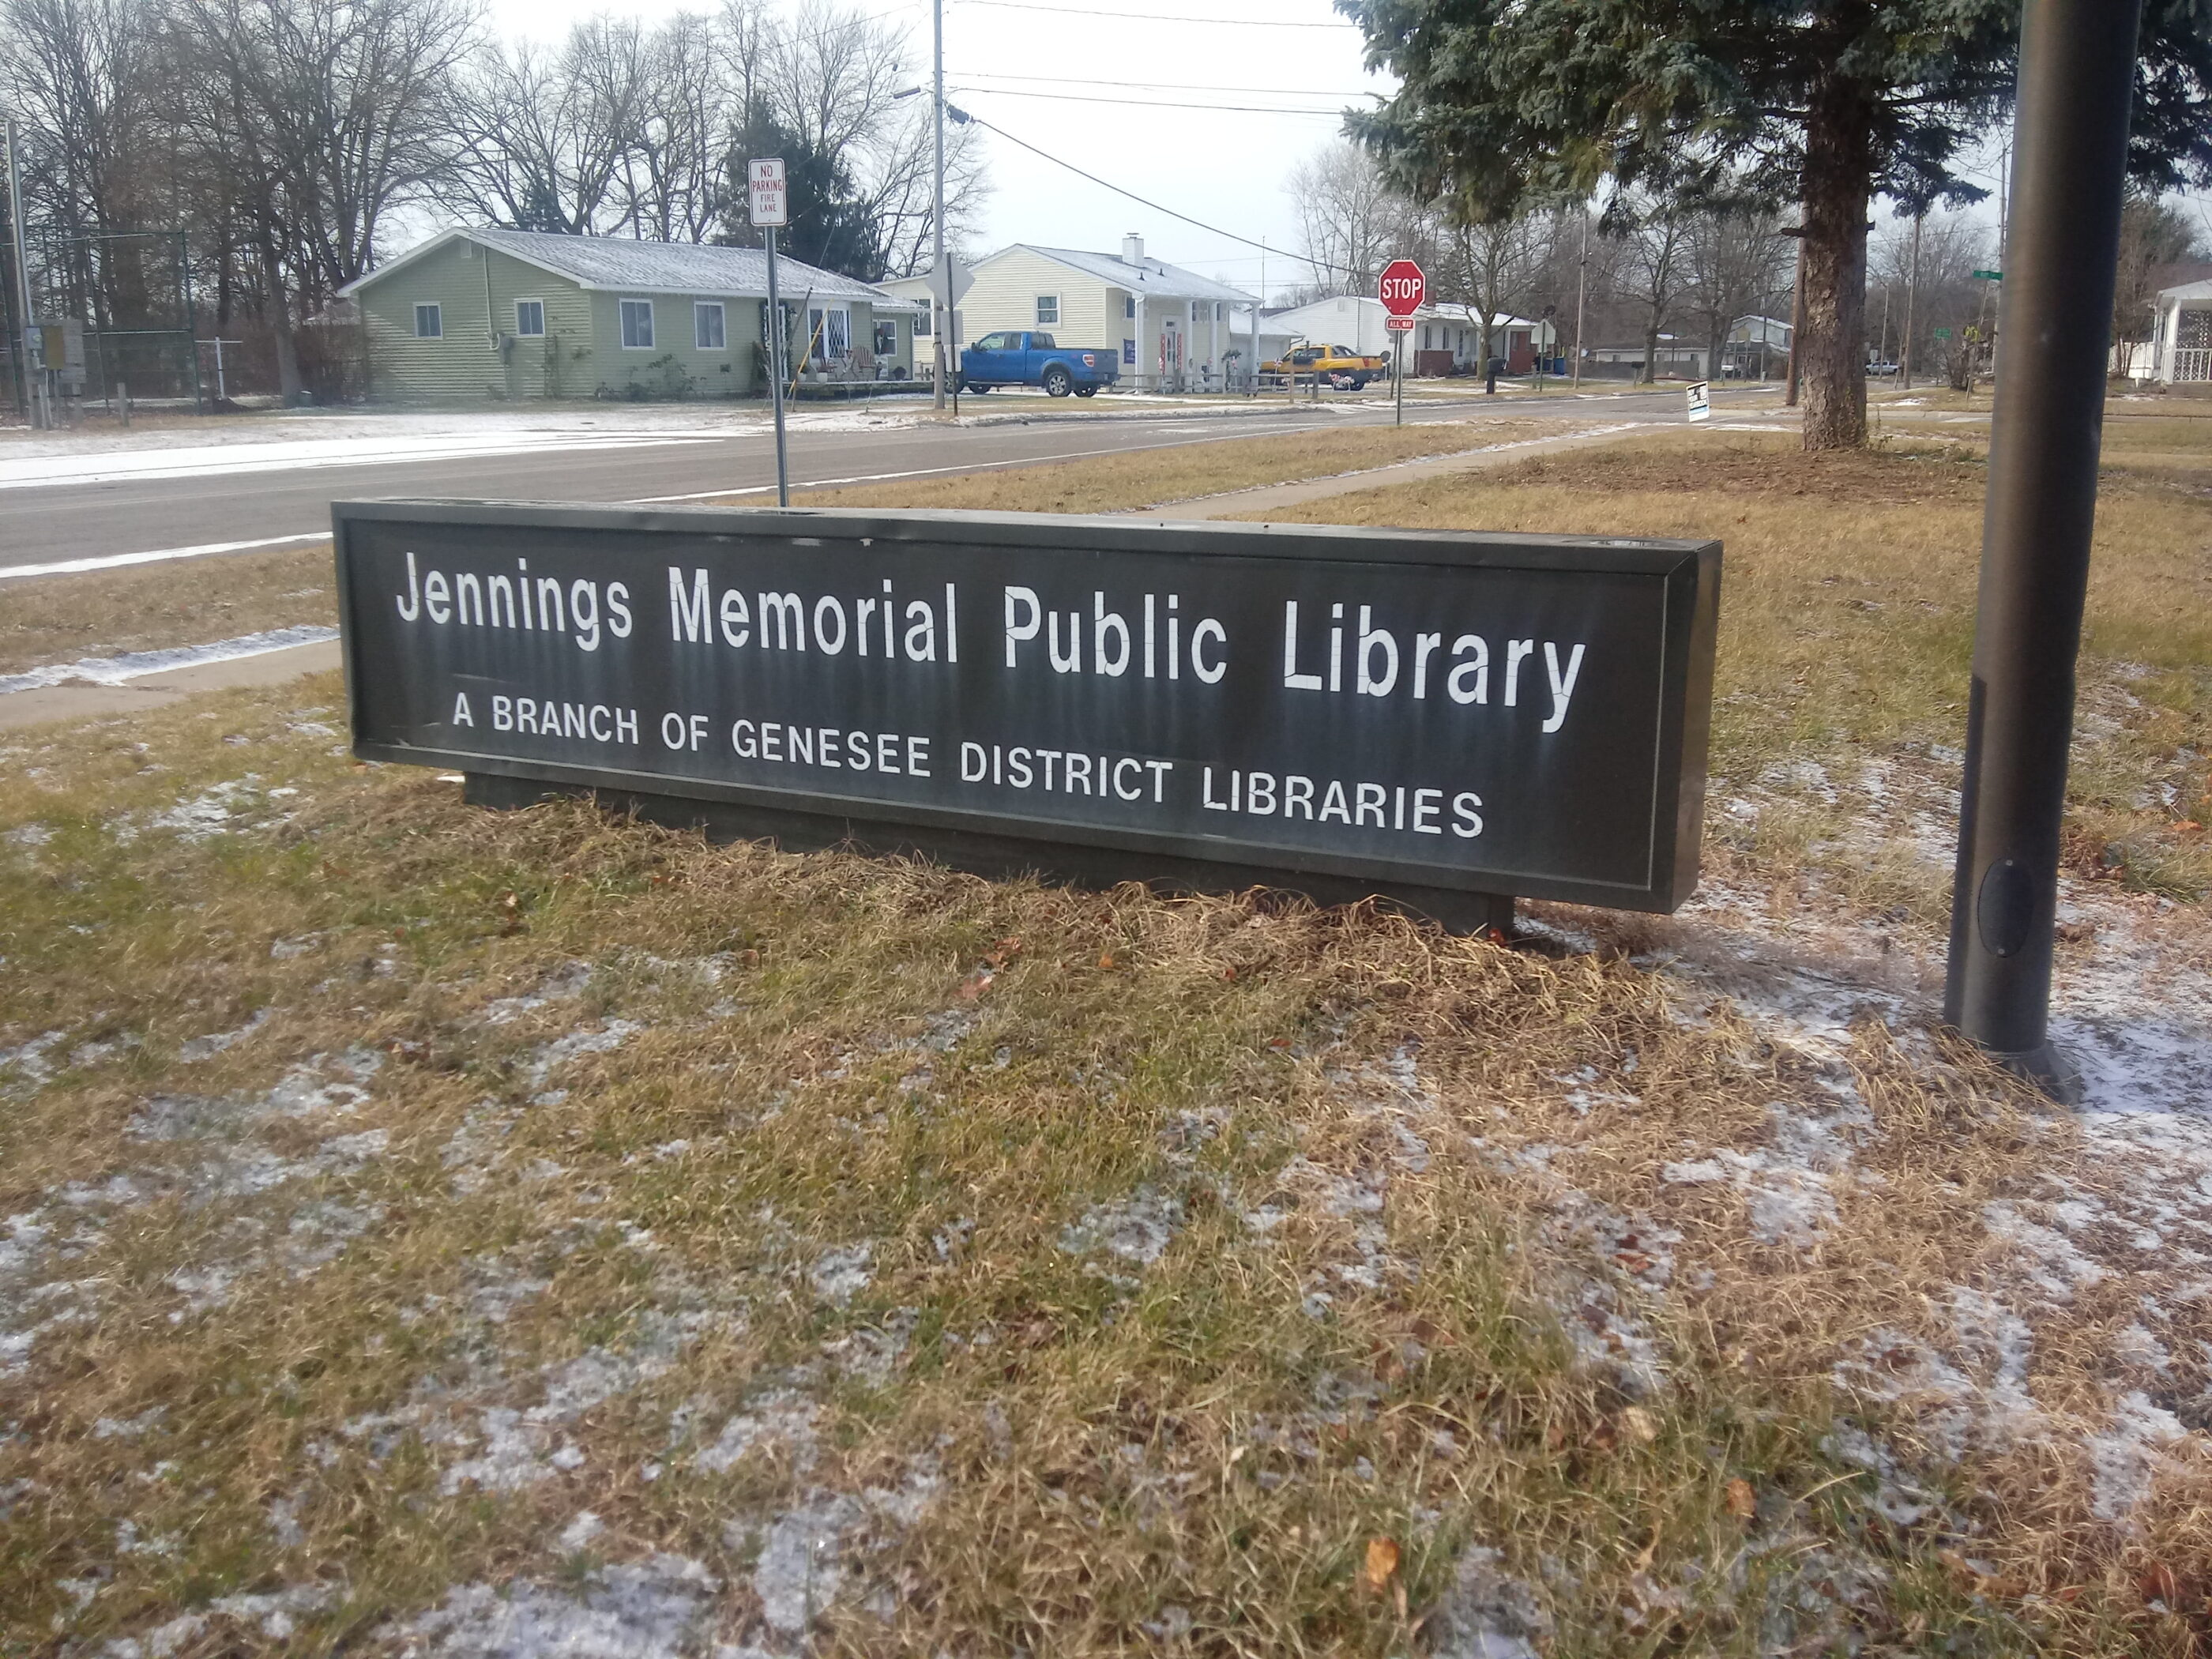 NO
PARKING
FIRE
LANE
STOP
ALL WAY
Jennings Memorial Public Library
A BRANCH OF GENESEE DISTRICT LIBRARIES